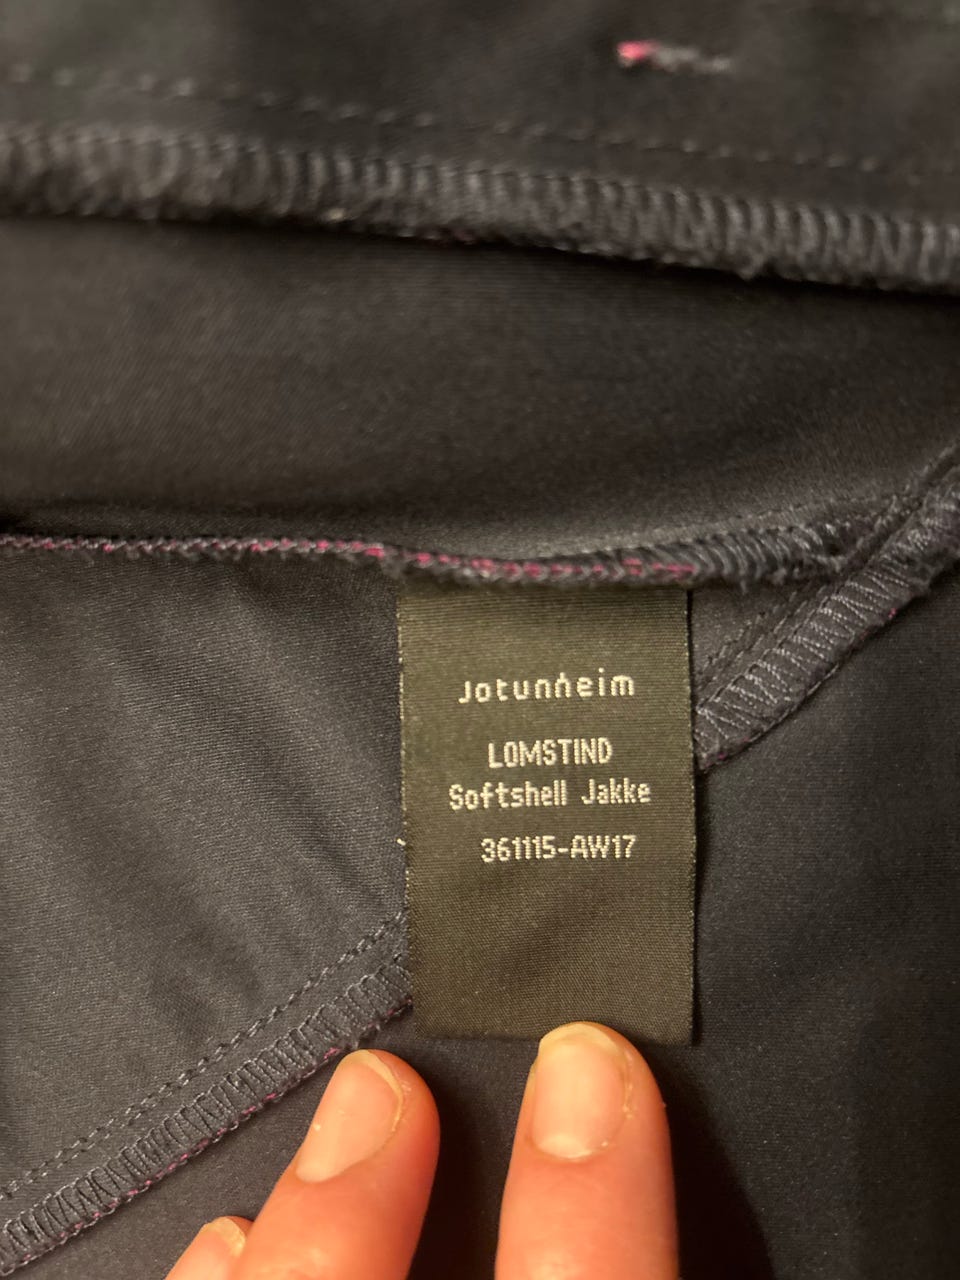 Jotunheim
LOMSTIND
Softshell Jakke
361115-AW17